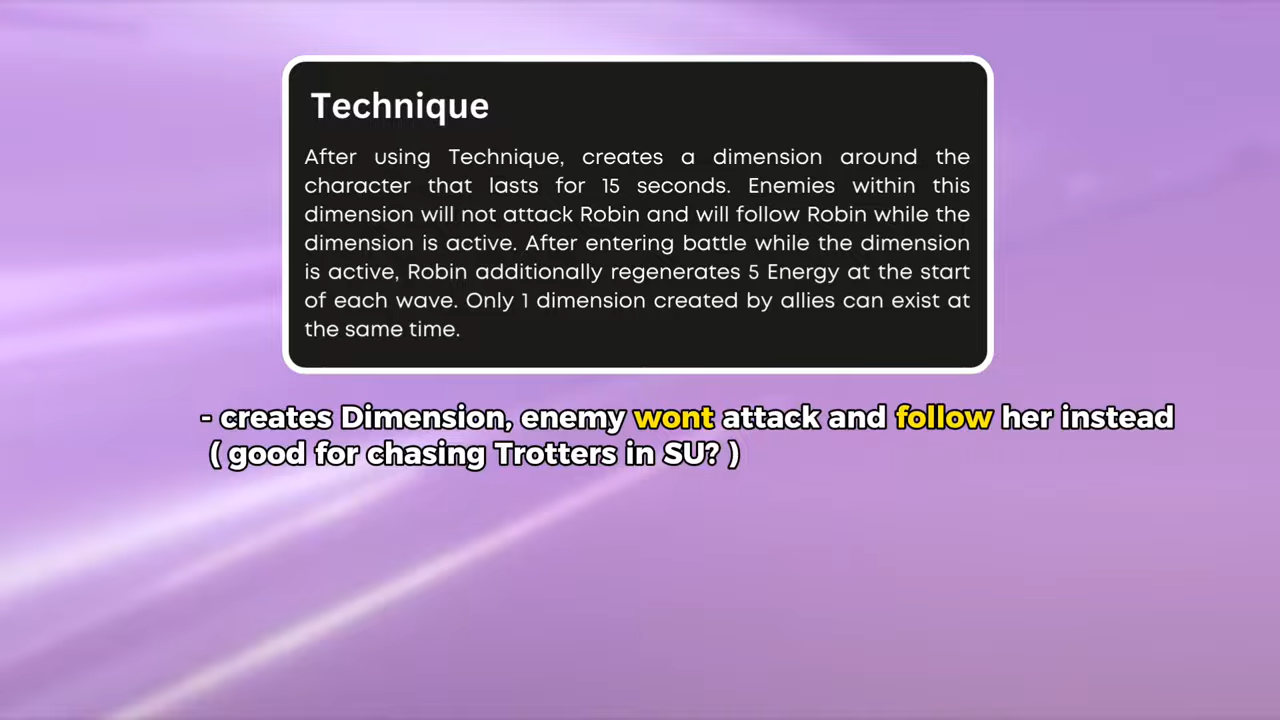 Technique
After using Technique, creates a dimension around the
character that lasts for 15 seconds. Enemies within this
dimension will not attack Robin and will follow Robin while the
dimension is active. After entering battle while the dimension
is active, Robin additionally regenerates 5 Energy at the start
of each wave. Only 1 dimension created by allies can exist at
the same time.
- creates Dimension, enemy wont attack and follow her instead
( good for chasing Trotters in SU? )